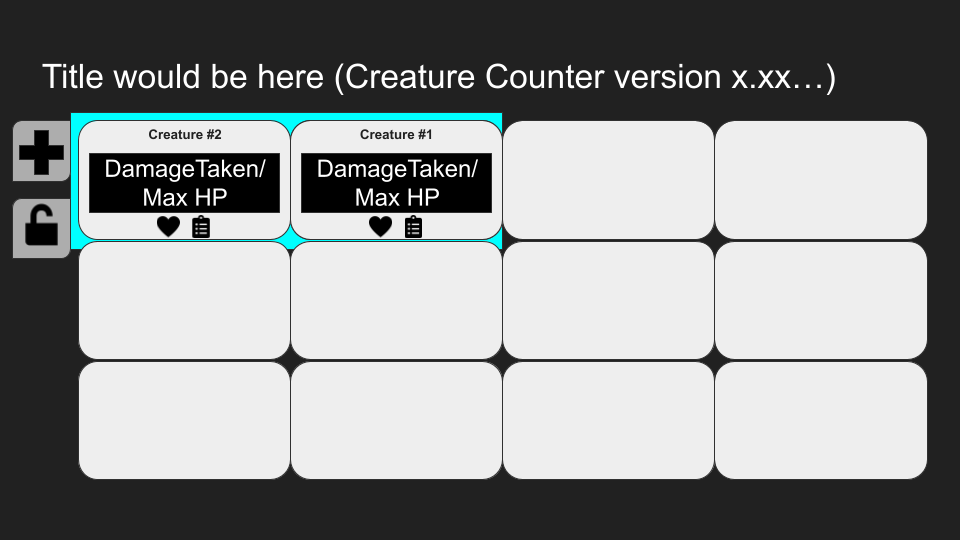 Title would be here (Creature Counter version x.xx…)
Creature #2
DamageTaken/
Max HP
Creature #1
DamageTaken/
Max HP